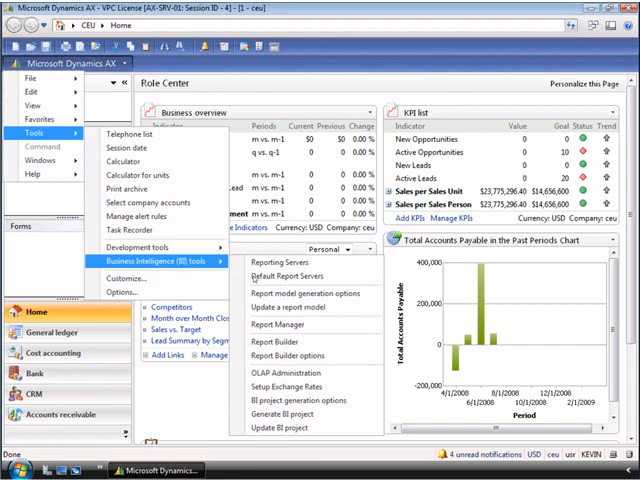 Microsoft Dynamics AX - VPC License [AX-SRV-01: Session ID - 4] - [1 - ceu]
CEU Home
Microsoft Dynamics AX
File
Edit
View
Favorites
Tools
Command
Windows
Help
Telephone list
Session date
Calculator
Calculator for units
Print archive
Select company accounts
Manage alert rules
Task Recorder
Development tools
Business Intelligence (BI) tools
Customize...
Options...
Reporting Servers
Default Report Servers
Report model generation options
Update a report model
Report Manager
Report Builder
Report Builder options
OLAP Administration
Setup Exchange Rates
BI project generation options
Generate BI project
Update BI project
Forms
Home
General ledger
Cost accounting
Bank
CRM
Accounts receivable
Role Center
Personalize this Page
Business overview
Periods Current Previous Change
m vs. m-1 $0 $0 0.00 %
q vs. q-1 0.00 %
m vs. m-1 0.00 %
m vs. m-1 0.00 %
Lead m vs. m-1 0.00 %
m vs. m-1 0.00 %
ment m vs. m-1 0.00 %
Indicators Currency: USD Company: ceu
Personal
Competitors
Month over Month Clos
Sales vs. Target
Lead Summary by Segm
Add Links Manage
KPI list
Indicator Value Goal Status Trend
New Opportunities 0 0
Active Opportunities 0 10
New Leads 0 0
Active Leads 0 20
Sales per Sales Unit $23,775,296.40 $14,656,600
Sales per Sales Person $23,775,296.40 $14,656,600
Add KPIs Manage KPIs Currency: USD Company: ceu
Total Accounts Payable in the Past Periods Chart
Total Accounts Payable
400,000
200,000
0
-200,000
4/1/2008 8/1/2008 12/1/2008
6/1/2008 10/1/2008 2/1/2009
Period
Done
4 unread notifications USD ceu usr KEVIN
Microsoft Dynamics...